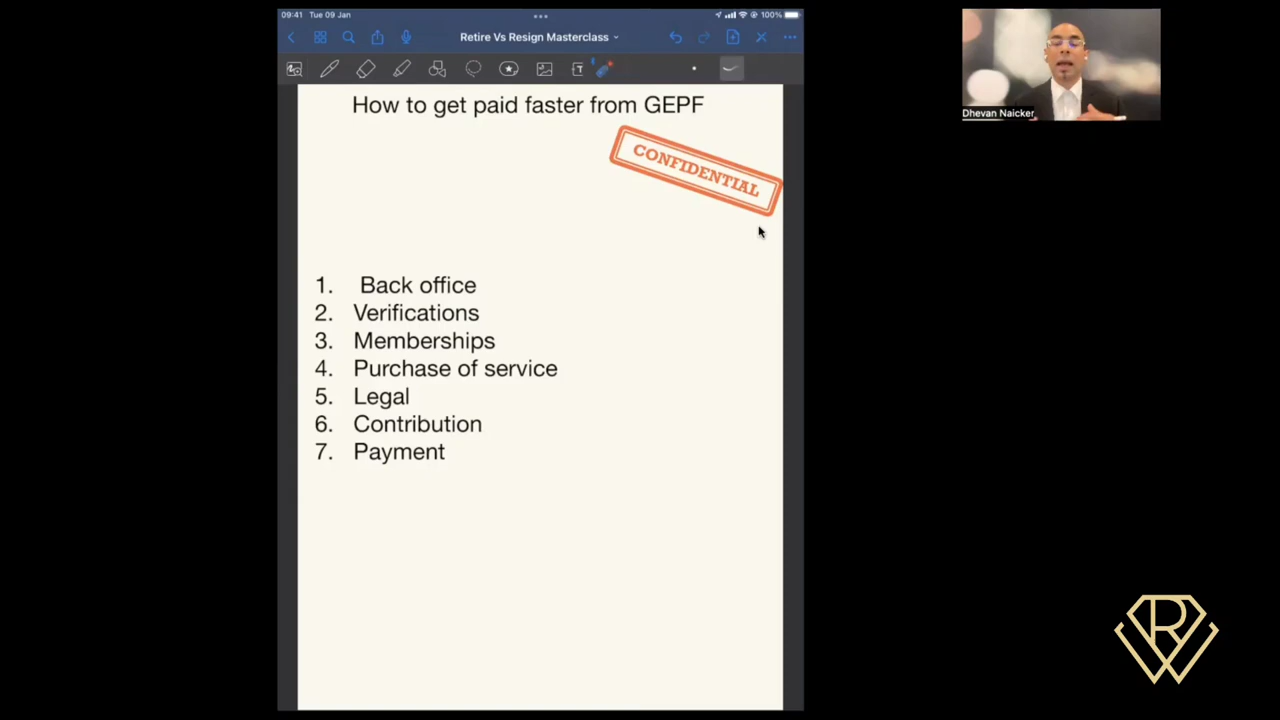 09:41 Tue 09 Jan
100%
Retire Vs Resign Masterclass
How to get paid faster from GEPF
CONFIDENTIAL
1. Back office
2. Verifications
3. Memberships
4. Purchase of service
5. Legal
6. Contribution
7. Payment
Dhevan Naicker